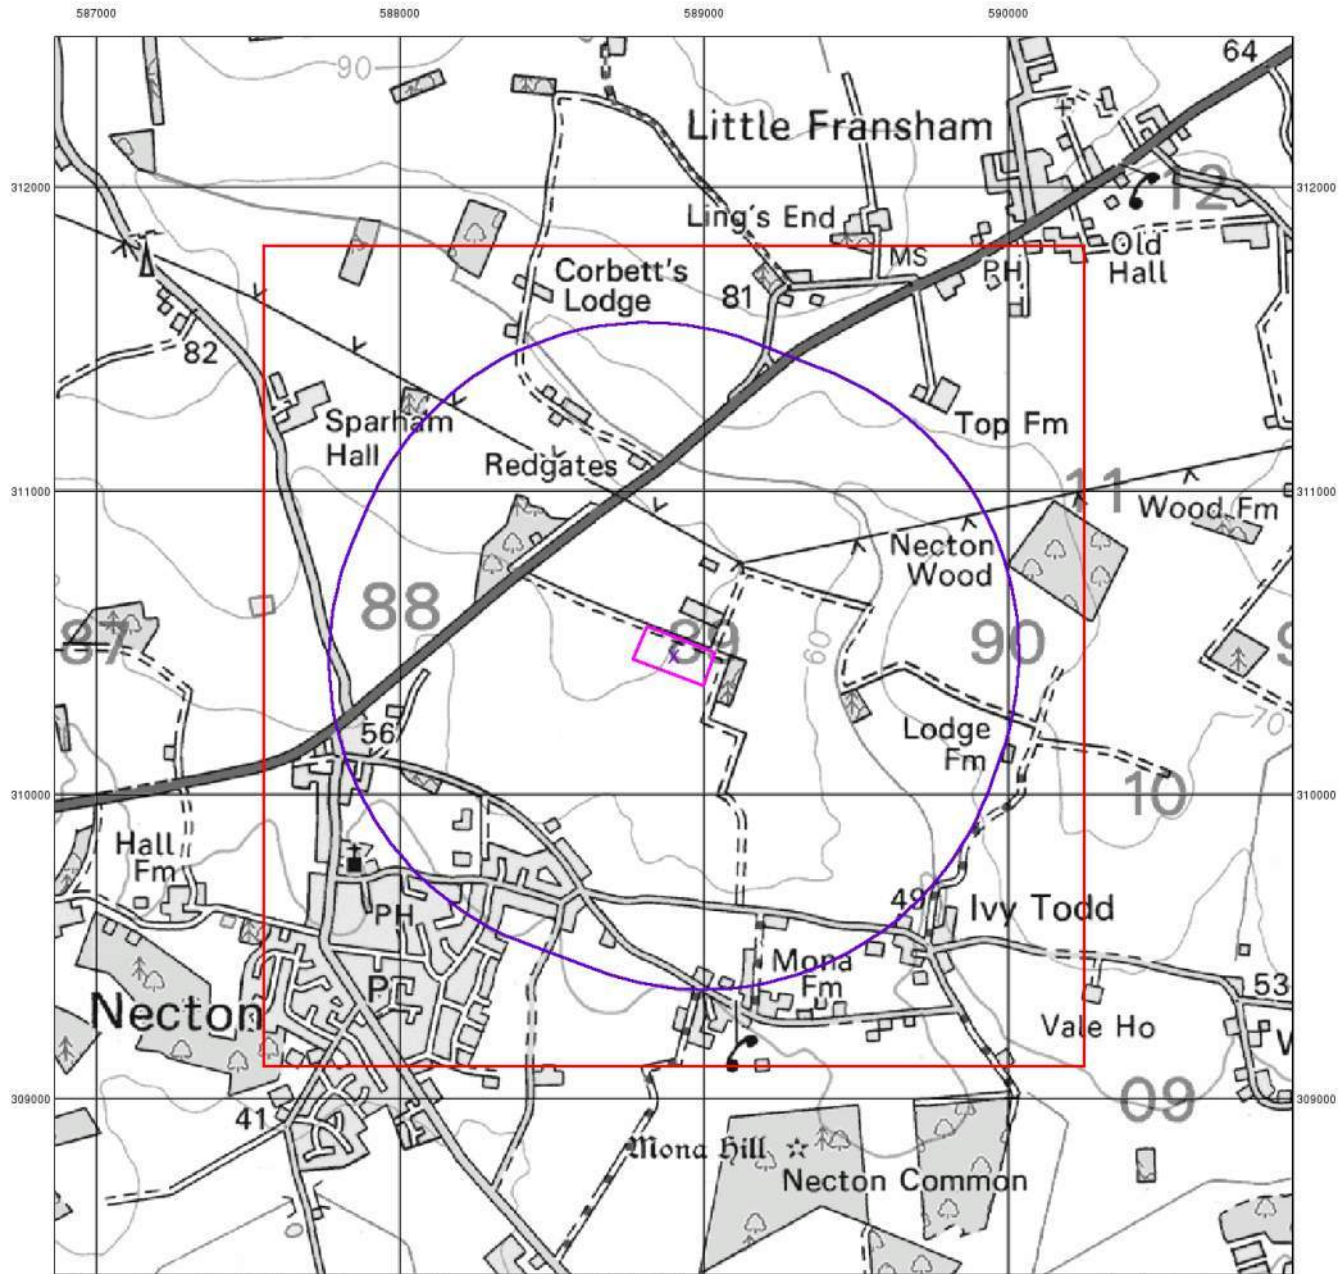 587000
588000
589000
590000
64
90
Little Fransham
312000
312000
12
Ling's End
MS
PH
Old
Hall
Corbett's
Lodge
81
82
Sparham
Hall
Top Fm
Redgates
311000
311000
11
Wood Fm
Necton
Wood
88
87
89
90
60
70
56
Lodge
Fm
310000
310000
10
Hall
Fm
49
Ivy Todd
PH
Mona
Fm
P
Necton
53
Vale Ho
309000
309000
09
41
Mona Hill
Necton Common